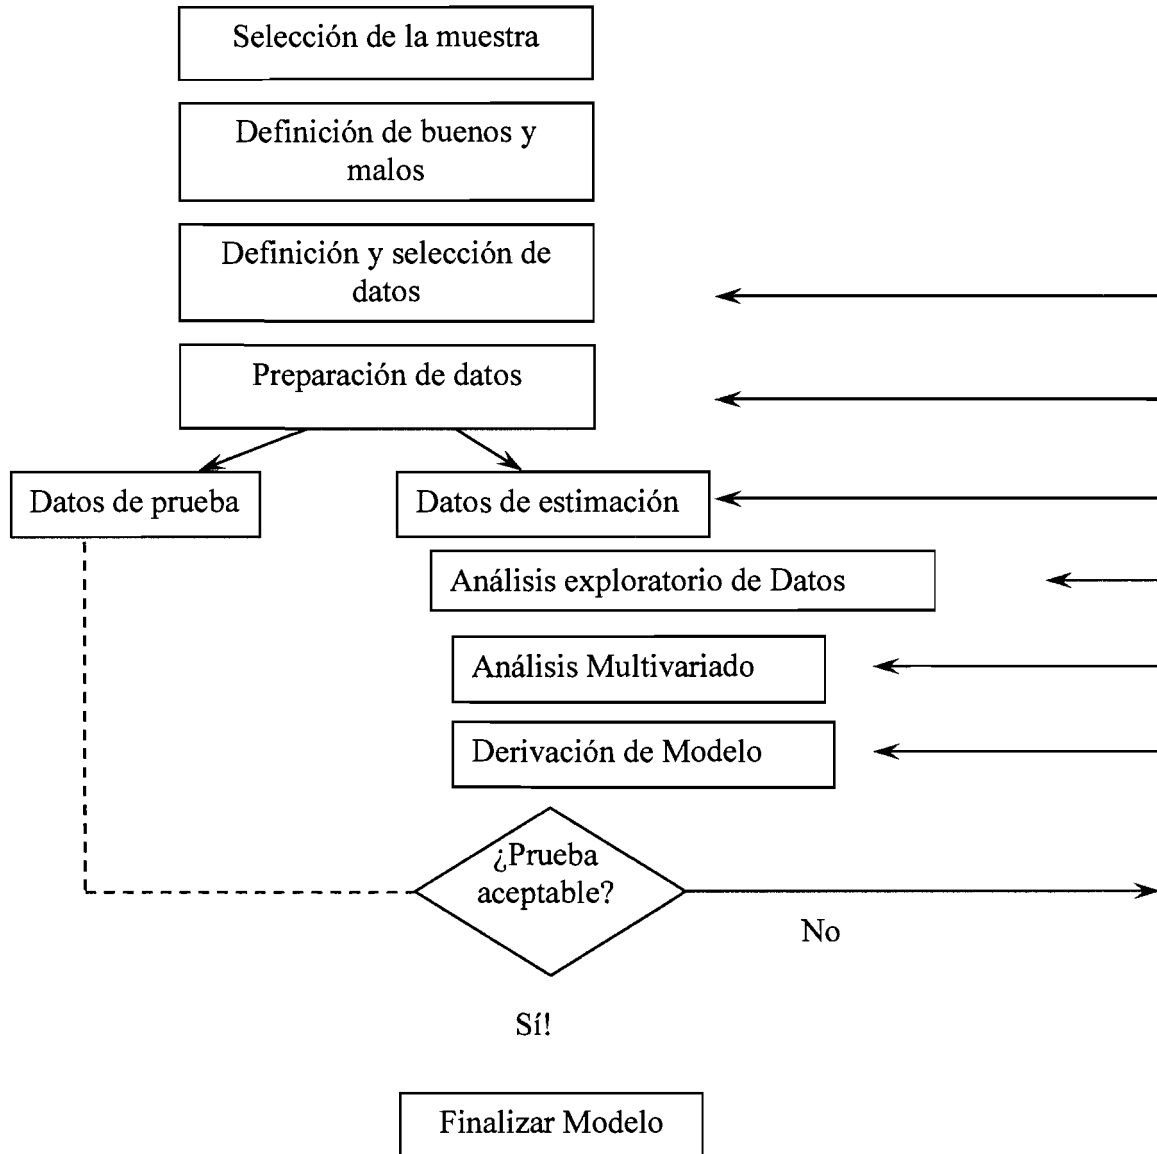 Selección de la muestra
Definición de buenos y
malos
Definición y selección de
datos
Preparación de datos
Datos de prueba
Datos de estimación
Análisis exploratorio de Datos
Análisis Multivariado
Derivación de Modelo
¿Prueba
aceptable?
No
Sí!
Finalizar Modelo